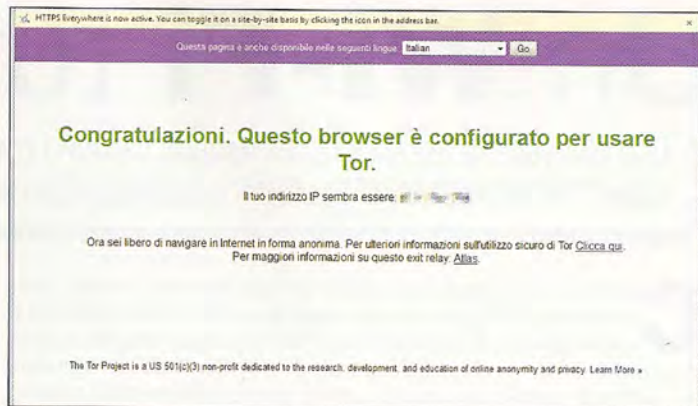 HTTPS Everywhere is now active. You can toggle it on a site-by-site basis by clicking the icon in the address bar.
Questa pagina è anche disponibile nelle seguenti lingue: Italian Go
Congratulazioni. Questo browser è configurato per usare
Tor.
Il tuo indirizzo IP sembra essere:
Ora sei libero di navigare in Internet in forma anonima. Per ulteriori informazioni sull'utilizzo sicuro di Tor Clicca qui.
Per maggiori informazioni su questo exit relay: Atlas.
The Tor Project is a US 501(c)(3) non-profit dedicated to the research, development, and education of online anonymity and privacy. Learn More »